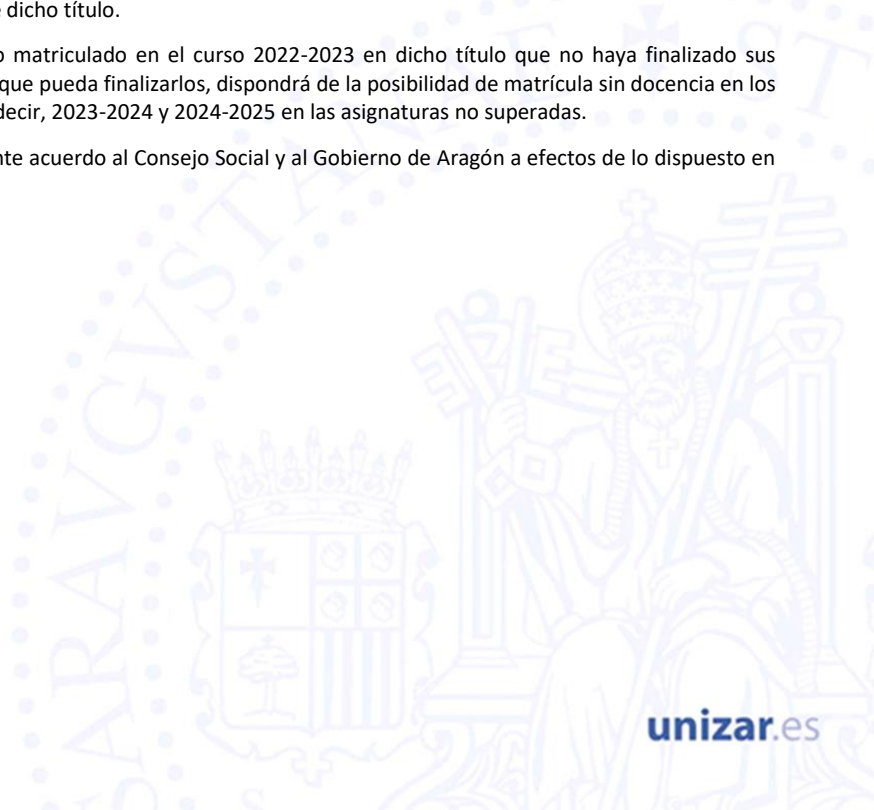 dicho título.
matriculado en el curso 2022-2023 en dicho título que no haya finalizado sus
que pueda finalizarlos, dispondrá de la posibilidad de matrícula sin docencia en los
decir, 2023-2024 y 2024-2025 en las asignaturas no superadas.
nte acuerdo al Consejo Social y al Gobierno de Aragón a efectos de lo dispuesto en
unizar.es